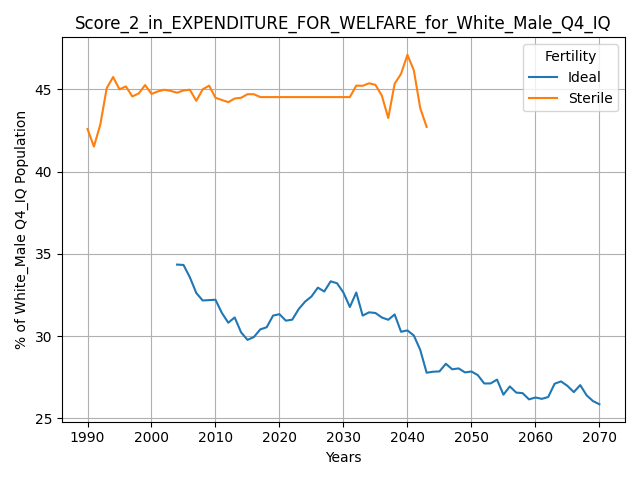 Score_2_in_EXPENDITURE_FOR_WELFARE_for_White_Male_Q4_IQ
Fertility
Ideal
Sterile
% of White_Male Q4_IQ Population
45
40
35
30
25
1990 2000 2010 2020 2030 2040 2050 2060 2070
Years